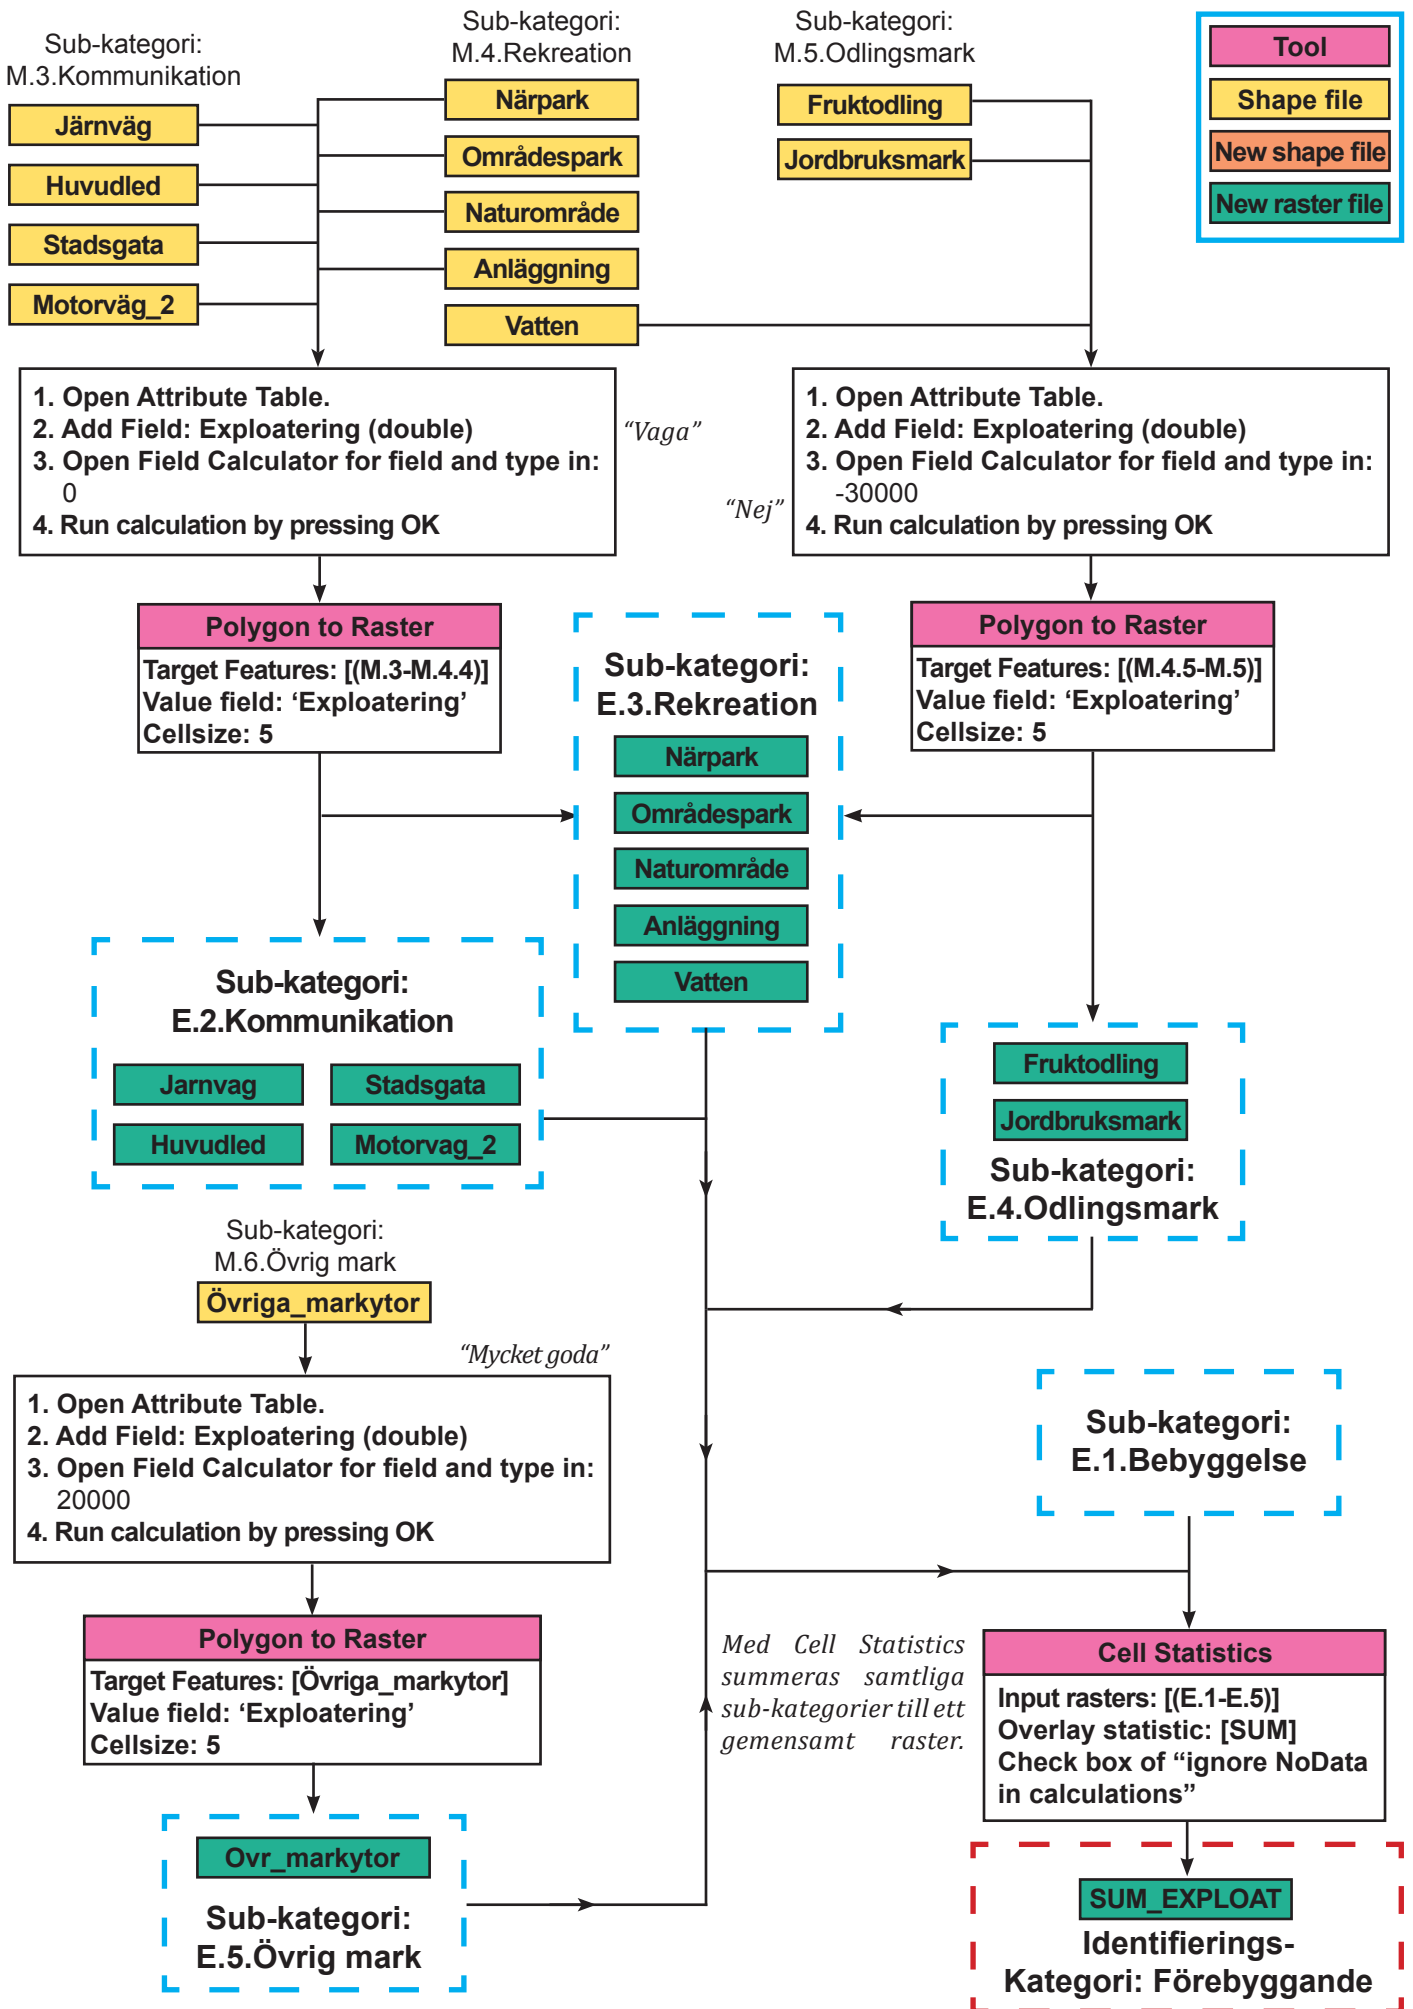 Sub-kategori:
M.3.Kommunikation
Järnväg
Huvudled
Stadsgata
Motorväg_2
Sub-kategori:
M.4.Rekreation
Närpark
Områdespark
Naturområde
Anläggning
Vatten
Sub-kategori:
M.5.Odlingsmark
Fruktodling
Jordbruksmark
Tool
Shape file
New shape file
New raster file
1. Open Attribute Table.
2. Add Field: Exploatering (double)
3. Open Field Calculator for field and type in:
0
4. Run calculation by pressing OK
“Vaga”
“Nej”
1. Open Attribute Table.
2. Add Field: Exploatering (double)
3. Open Field Calculator for field and type in:
-30000
4. Run calculation by pressing OK
Polygon to Raster
Target Features: [(M.3-M.4.4)]
Value field: ‘Exploatering’
Cellsize: 5
Sub-kategori:
E.3.Rekreation
Närpark
Områdespark
Naturområde
Anläggning
Vatten
Polygon to Raster
Target Features: [(M.4.5-M.5)]
Value field: ‘Exploatering’
Cellsize: 5
Sub-kategori:
E.2.Kommunikation
Jarnvag
Stadsgata
Huvudled
Motorvag_2
Fruktodling
Jordbruksmark
Sub-kategori:
E.4.Odlingsmark
Sub-kategori:
M.6.Övrig mark
Övriga_markytor
“Mycket goda”
1. Open Attribute Table.
2. Add Field: Exploatering (double)
3. Open Field Calculator for field and type in:
20000
4. Run calculation by pressing OK
Sub-kategori:
E.1.Bebyggelse
Polygon to Raster
Target Features: [Övriga_markytor]
Value field: ‘Exploatering’
Cellsize: 5
Med Cell Statistics
summeras samtliga
sub-kategorier till ett
gemensamt raster.
Cell Statistics
Input rasters: [(E.1-E.5)]
Overlay statistic: [SUM]
Check box of “ignore NoData
in calculations”
Ovr_markytor
Sub-kategori:
E.5.Övrig mark
SUM_EXPLOAT
Identifierings-
Kategori: Förebyggande